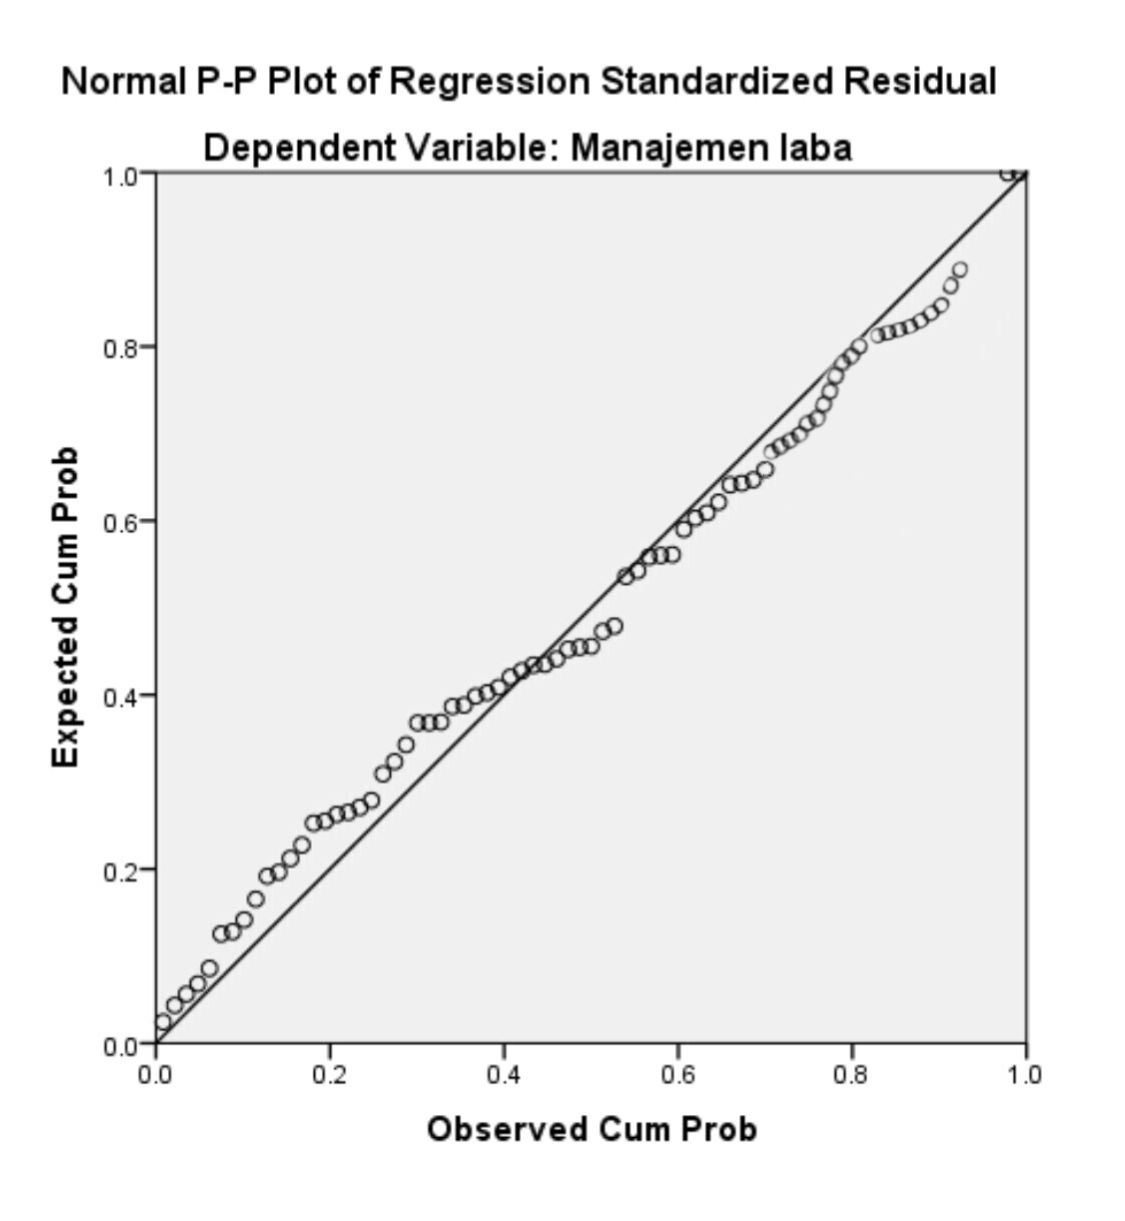 Normal P-P Plot of Regression Standardized Residual
Dependent Variable: Manajemen laba
1.0
0.8
0.6
0.4
0.2
0.0
Expected Cum Prob
0.0 0.2 0.4 0.6 0.8 1.0
Observed Cum Prob